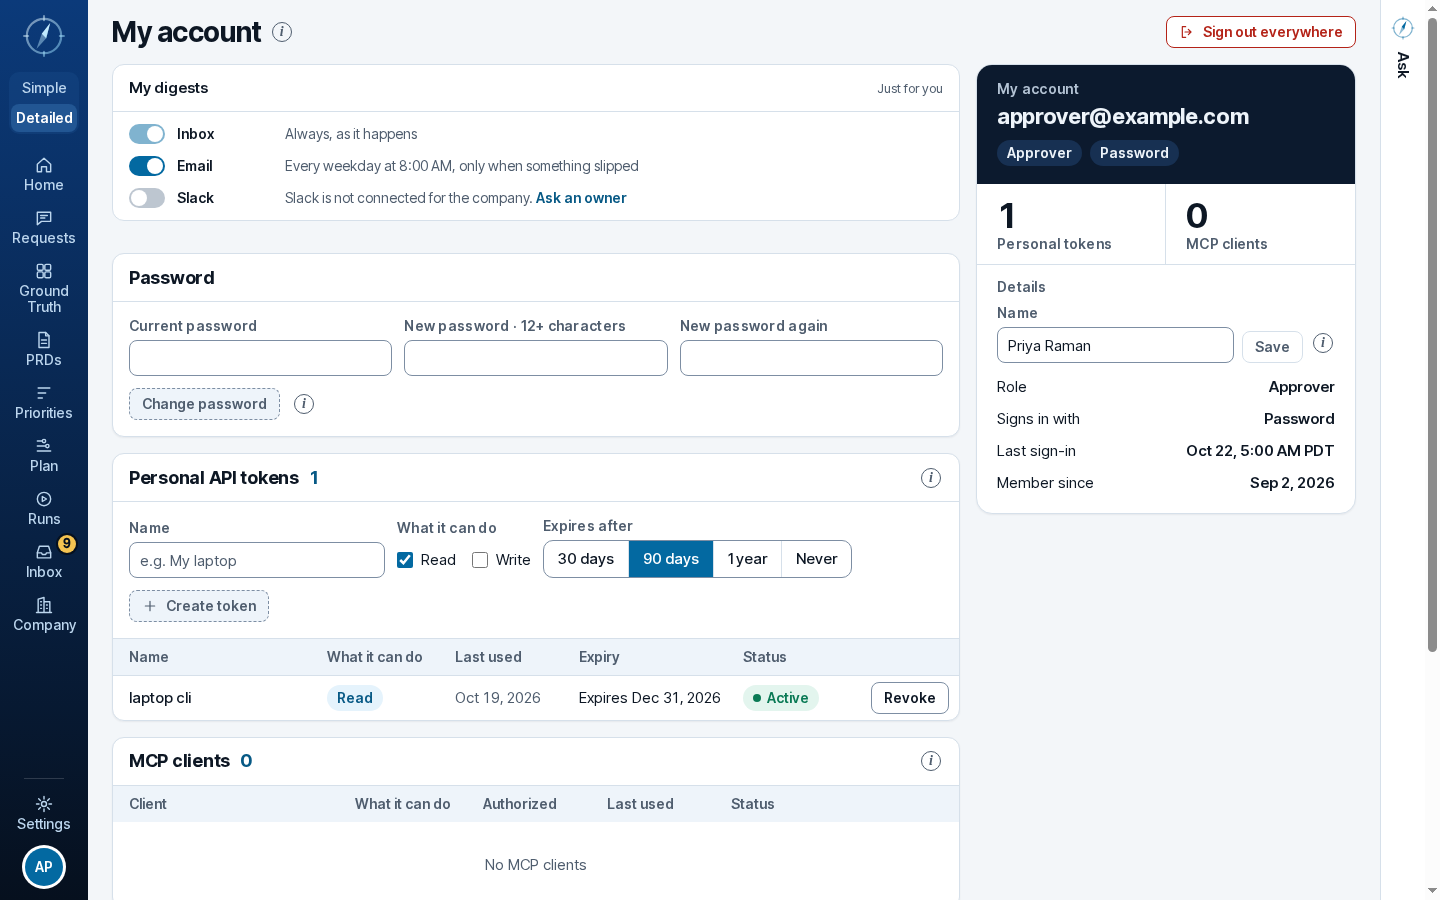 Simple
Detailed
Home
Requests
Ground
Truth
PRDs
Priorities
Plan
Runs
9
Inbox
Company
Settings
AP
My account
i
Sign out everywhere
My digests
Just for you
Inbox
Always, as it happens
Email
Every weekday at 8:00 AM, only when something slipped
Slack
Slack is not connected for the company. Ask an owner
Password
Current password
New password · 12+ characters
New password again
Change password
i
Personal API tokens 1
i
Name
What it can do
Expires after
e.g. My laptop
Read
Write
30 days
90 days
1 year
Never
Create token
Name What it can do Last used Expiry Status
laptop cli Read Oct 19, 2026 Expires Dec 31, 2026 Active Revoke
MCP clients 0
i
Client What it can do Authorized Last used Status
No MCP clients
My account
approver@example.com
Approver Password
1
Personal tokens
0
MCP clients
Details
Name
Priya Raman
Save
i
Role Approver
Signs in with Password
Last sign-in Oct 22, 5:00 AM PDT
Member since Sep 2, 2026
Ask